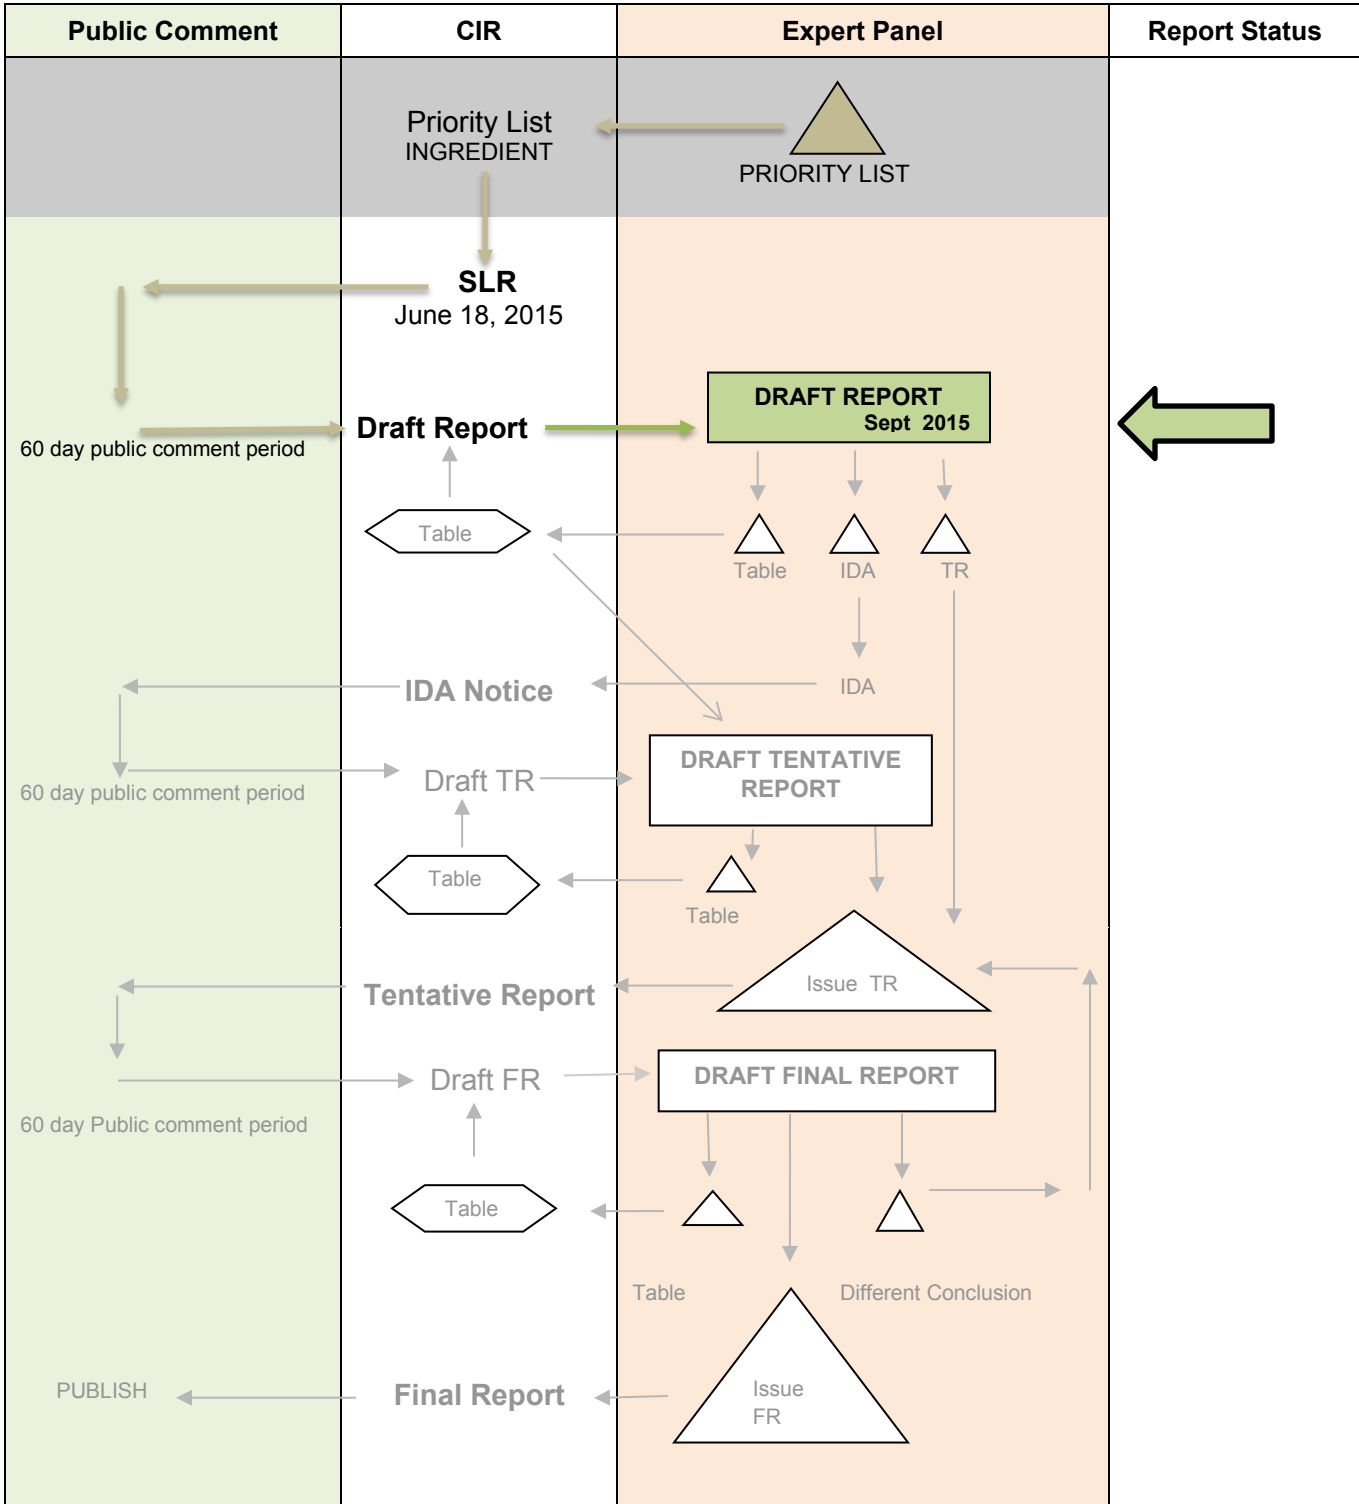 Public Comment
CIR
Expert Panel
Report Status
Priority List
INGREDIENT
PRIORITY LIST
SLR
June 18, 2015
60 day public comment period
Draft Report
DRAFT REPORT
Sept 2015
Table
Table
IDA
TR
IDA Notice
IDA
60 day public comment period
Draft TR
DRAFT TENTATIVE
REPORT
Table
Table
Tentative Report
Issue TR
60 day Public comment period
Draft FR
DRAFT FINAL REPORT
Table
Table
Different Conclusion
PUBLISH
Final Report
Issue
FR